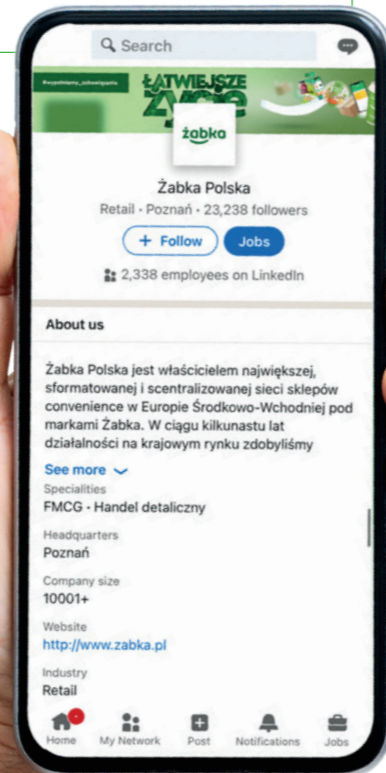 Search
#wypełniamy_zobowiązania
ŁATWIEJSZE
życie
żabka
Żabka Polska
Retail • Poznań • 23,238 followers
+ Follow
Jobs
2,338 employees on LinkedIn
About us
Żabka Polska jest właścicielem największej,
sformatowanej i scentralizowanej sieci sklepów
convenience w Europie Środkowo-Wchodniej pod
markami Żabka. W ciągu kilkunastu lat
działalności na krajowym rynku zdobyliśmy
See more
Specialities
FMCG • Handel detaliczny
Headquarters
Poznań
Company size
10001+
Website
http://www.zabka.pl
Industry
Retail
Home My Network Post Notifications Jobs